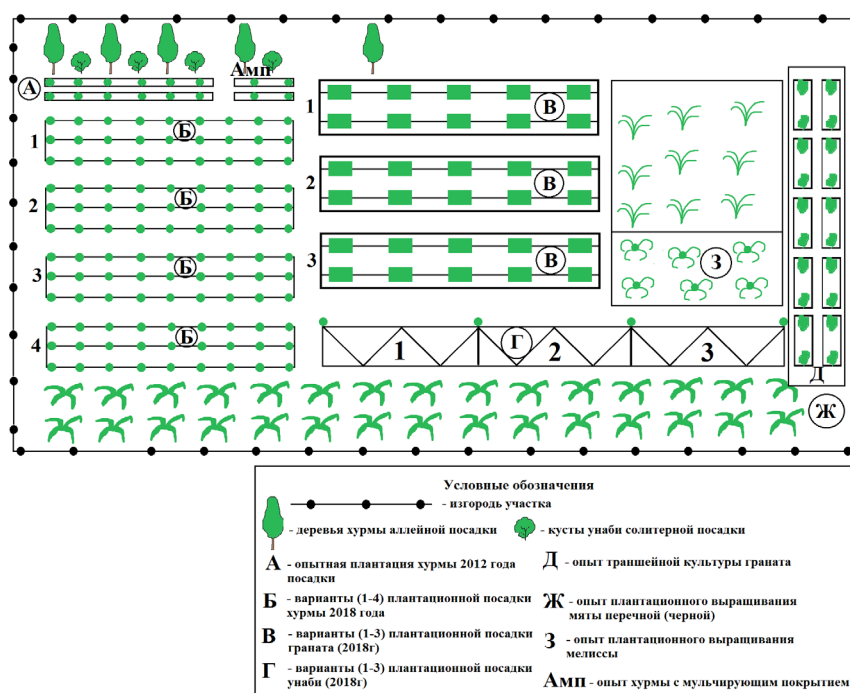 Амп
А
Б
1
Б
2
Б
3
Б
4
1
В
2
В
3
В
З
1
Г
2
3
Д
Ж
Условные обозначения
- изгородь участка
- деревья хурмы аллейной посадки
- кусты унаби солитерной посадки
А - опытная плантация хурмы 2012 года
посадки
Б - варианты (1-4) плантационной посадки
хурмы 2018 года
В - варианты (1-3) плантационной посадки
граната (2018г)
Г - варианты (1-3) плантационной посадки
унаби (2018г)
Д - опыт траншейной культуры граната
Ж - опыт плантационного выращивания
мяты перечной (черной)
З - опыт плантационного выращивания
мелиссы
Амп - опыт хурмы с мульчирующим покрытием